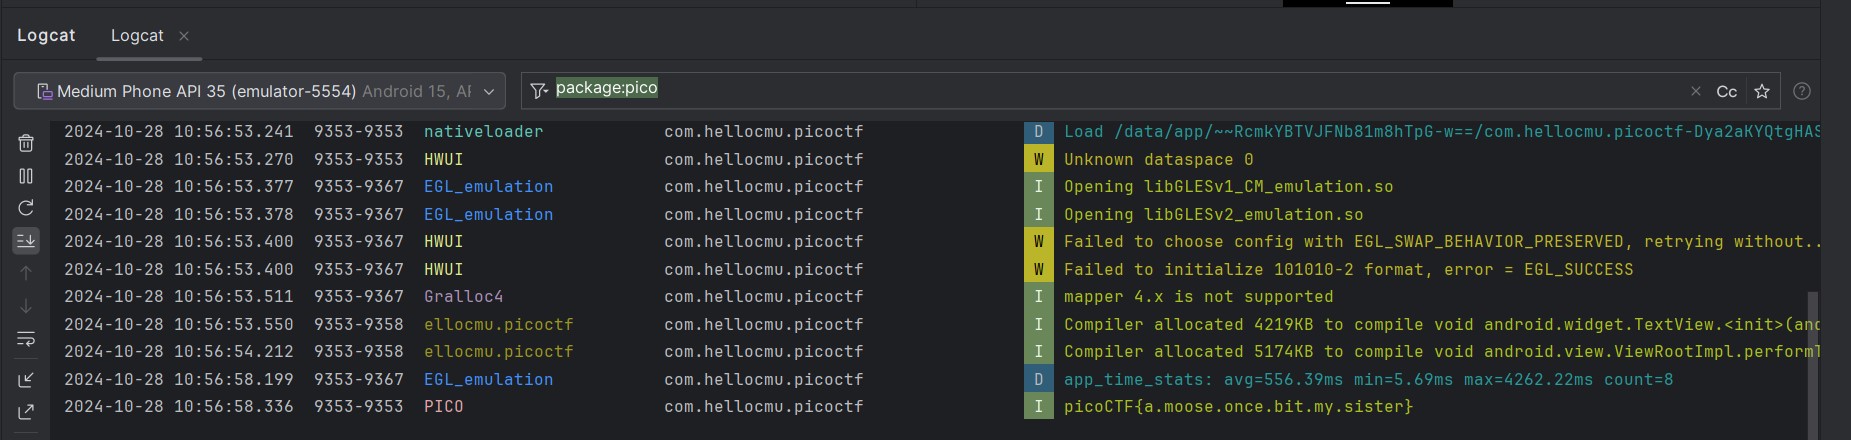 Logcat Logcat ×
Medium Phone API 35 (emulator-5554) Android 15, AP package:pico Cc
2024-10-28 10:56:53.241 9353-9353 nativeloader com.hellocmu.picoctf D Load /data/app/~~RcmkYBTVJFNb81m8hTpG-w==/com.hellocmu.picoctf-Dya2aKYQtgHAS
2024-10-28 10:56:53.270 9353-9353 HWUI com.hellocmu.picoctf W Unknown dataspace 0
2024-10-28 10:56:53.377 9353-9367 EGL_emulation com.hellocmu.picoctf I Opening libGLESv1_CM_emulation.so
2024-10-28 10:56:53.378 9353-9367 EGL_emulation com.hellocmu.picoctf I Opening libGLESv2_emulation.so
2024-10-28 10:56:53.400 9353-9367 HWUI com.hellocmu.picoctf W Failed to choose config with EGL_SWAP_BEHAVIOR_PRESERVED, retrying without..
2024-10-28 10:56:53.400 9353-9367 HWUI com.hellocmu.picoctf W Failed to initialize 101010-2 format, error = EGL_SUCCESS
2024-10-28 10:56:53.511 9353-9367 Gralloc4 com.hellocmu.picoctf I mapper 4.x is not supported
2024-10-28 10:56:53.550 9353-9358 ellocmu.picoctf com.hellocmu.picoctf I Compiler allocated 4219KB to compile void android.widget.TextView.<init>(and
2024-10-28 10:56:54.212 9353-9358 ellocmu.picoctf com.hellocmu.picoctf I Compiler allocated 5174KB to compile void android.view.ViewRootImpl.performT
2024-10-28 10:56:58.199 9353-9367 EGL_emulation com.hellocmu.picoctf D app_time_stats: avg=556.39ms min=5.69ms max=4262.22ms count=8
2024-10-28 10:56:58.336 9353-9353 PICO com.hellocmu.picoctf I picoCTF{a.moose.once.bit.my.sister}